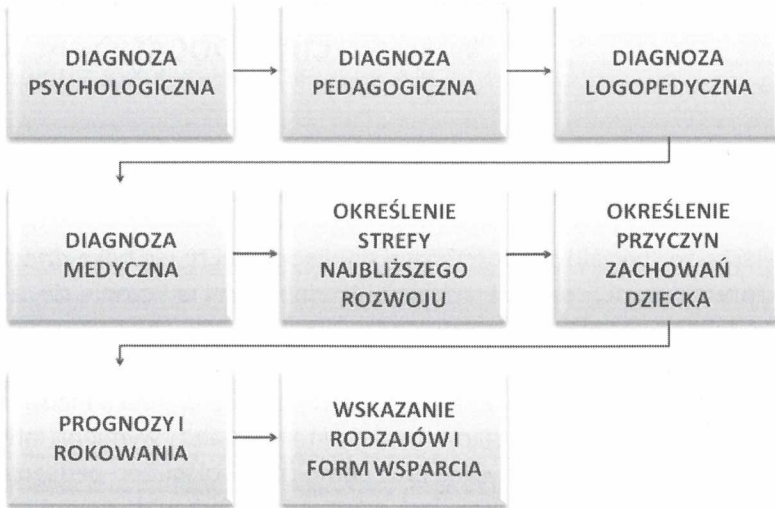 DIAGNOZA
PSYCHOLOGICZNA
DIAGNOZA
PEDAGOGICZNA
DIAGNOZA
LOGOPEDYCZNA
DIAGNOZA
MEDYCZNA
OKREŚLENIE
STREFY
NAJBLIŻSZEGO
ROZWOJU
OKREŚLENIE
PRZYCZYN
ZACHOWAŃ
DZIECKA
PROGNOZY I
ROKOWANIA
WSKAZANIE
RODZAJÓW I
FORM WSPARCIA